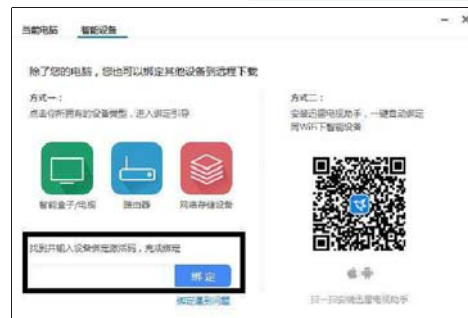 当前电脑 智能设备
除了您的电脑，您也可以绑定其他设备到远程下载
方式一：
点击你所拥有的设备类型，进入绑定引导
智能盒子/电视 路由器 网络存储设备
找到并输入设备绑定激活码，完成绑定
绑定
绑定遇到问题
方式二：
安装迅雷电视助手，一键自动绑定
同WiFi下智能设备
扫一扫安装迅雷电视助手